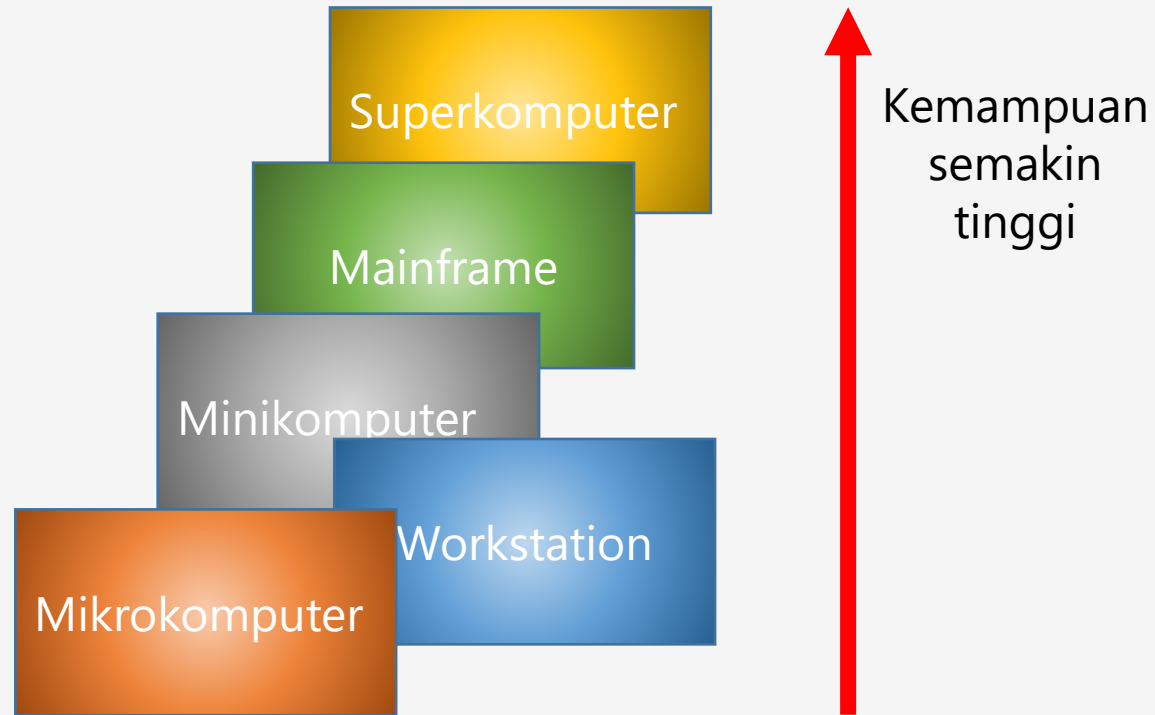 Superkomputer
Kemampuan
semakin
tinggi
Mainframe
Minikomputer
Workstation
Mikrokomputer